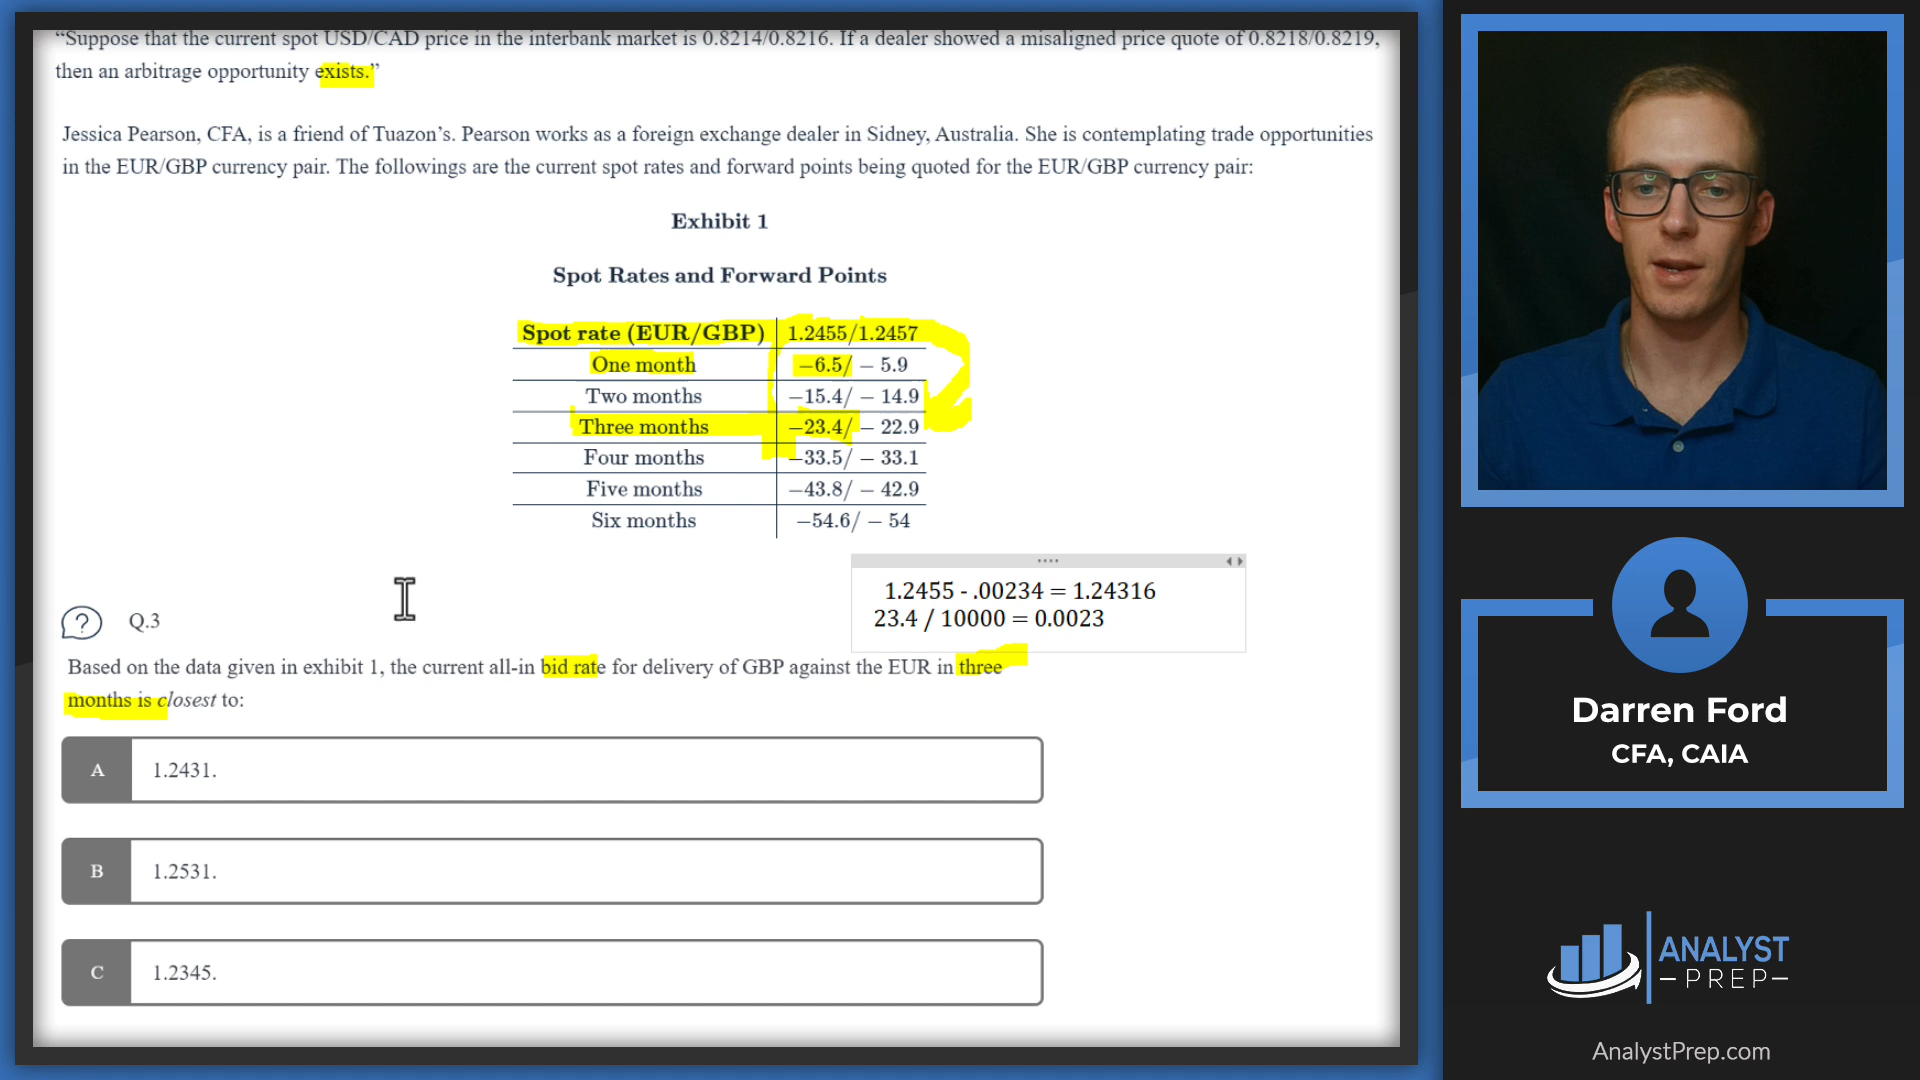 “Suppose that the current spot USD/CAD price in the interbank market is 0.8214/0.8216. If a dealer showed a misaligned price quote of 0.8218/0.8219,
then an arbitrage opportunity exists.”
Jessica Pearson, CFA, is a friend of Tuazon’s. Pearson works as a foreign exchange dealer in Sidney, Australia. She is contemplating trade opportunities
in the EUR/GBP currency pair. The followings are the current spot rates and forward points being quoted for the EUR/GBP currency pair:
Exhibit 1
Spot Rates and Forward Points
Spot rate (EUR/GBP) 1.2455/1.2457
One month −6.5/ − 5.9
Two months −15.4/ − 14.9
Three months −23.4/ − 22.9
Four months −33.5/ − 33.1
Five months −43.8/ − 42.9
Six months −54.6/ − 54
1.2455 - .00234 = 1.24316
23.4 / 10000 = 0.0023
? Q.3
Based on the data given in exhibit 1, the current all-in bid rate for delivery of GBP against the EUR in three
months is closest to:
A 1.2431.
B 1.2531.
C 1.2345.
Darren Ford
CFA, CAIA
ANALYST
PREP
AnalystPrep.com